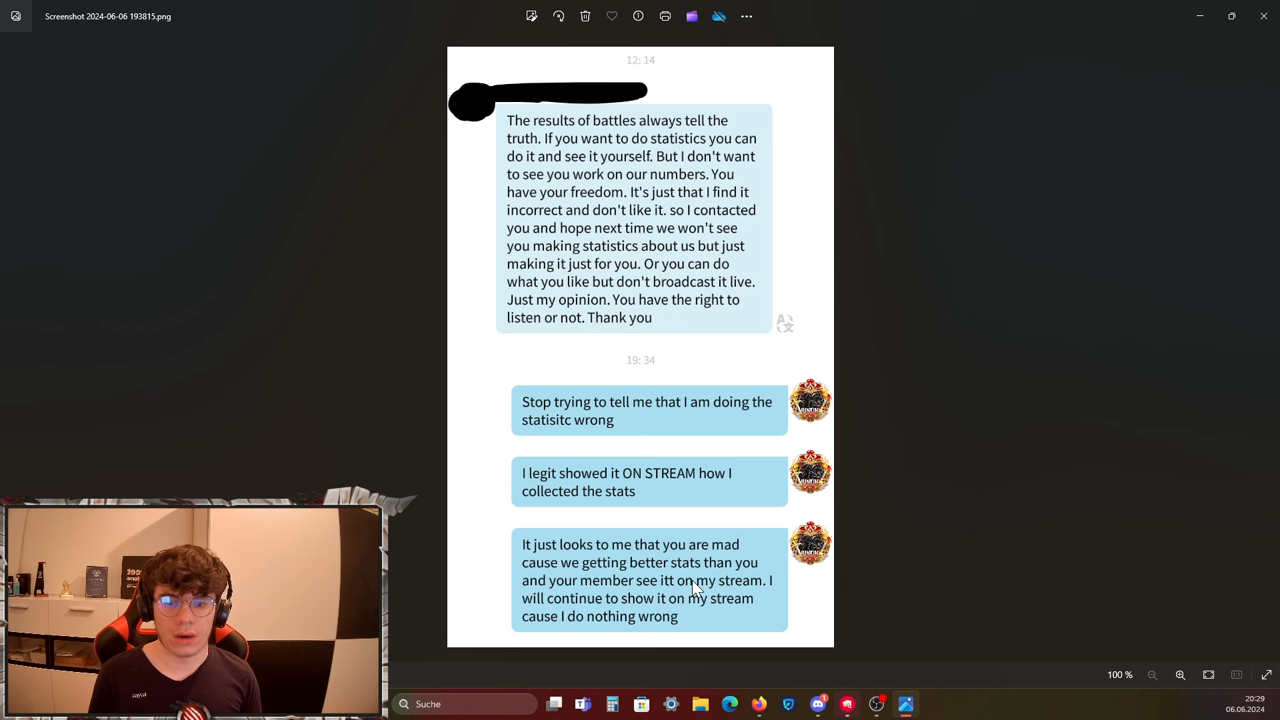 Screenshot 2024-06-06 193815.png
12: 14
The results of battles always tell the
truth. If you want to do statistics you can
do it and see it yourself. But I don't want
to see you work on our numbers. You
have your freedom. It's just that I find it
incorrect and don't like it. so I contacted
you and hope next time we won't see
you making statistics about us but just
making it just for you. Or you can do
what you like but don't broadcast it live.
Just my opinion. You have the right to
listen or not. Thank you
19: 34
Stop trying to tell me that I am doing the
statisitc wrong
I legit showed it ON STREAM how I
collected the stats
It just looks to me that you are mad
cause we getting better stats than you
and your member see itt on my stream. I
will continue to show it on my stream
cause I do nothing wrong
100 %
Suche
20:29
06.06.2024